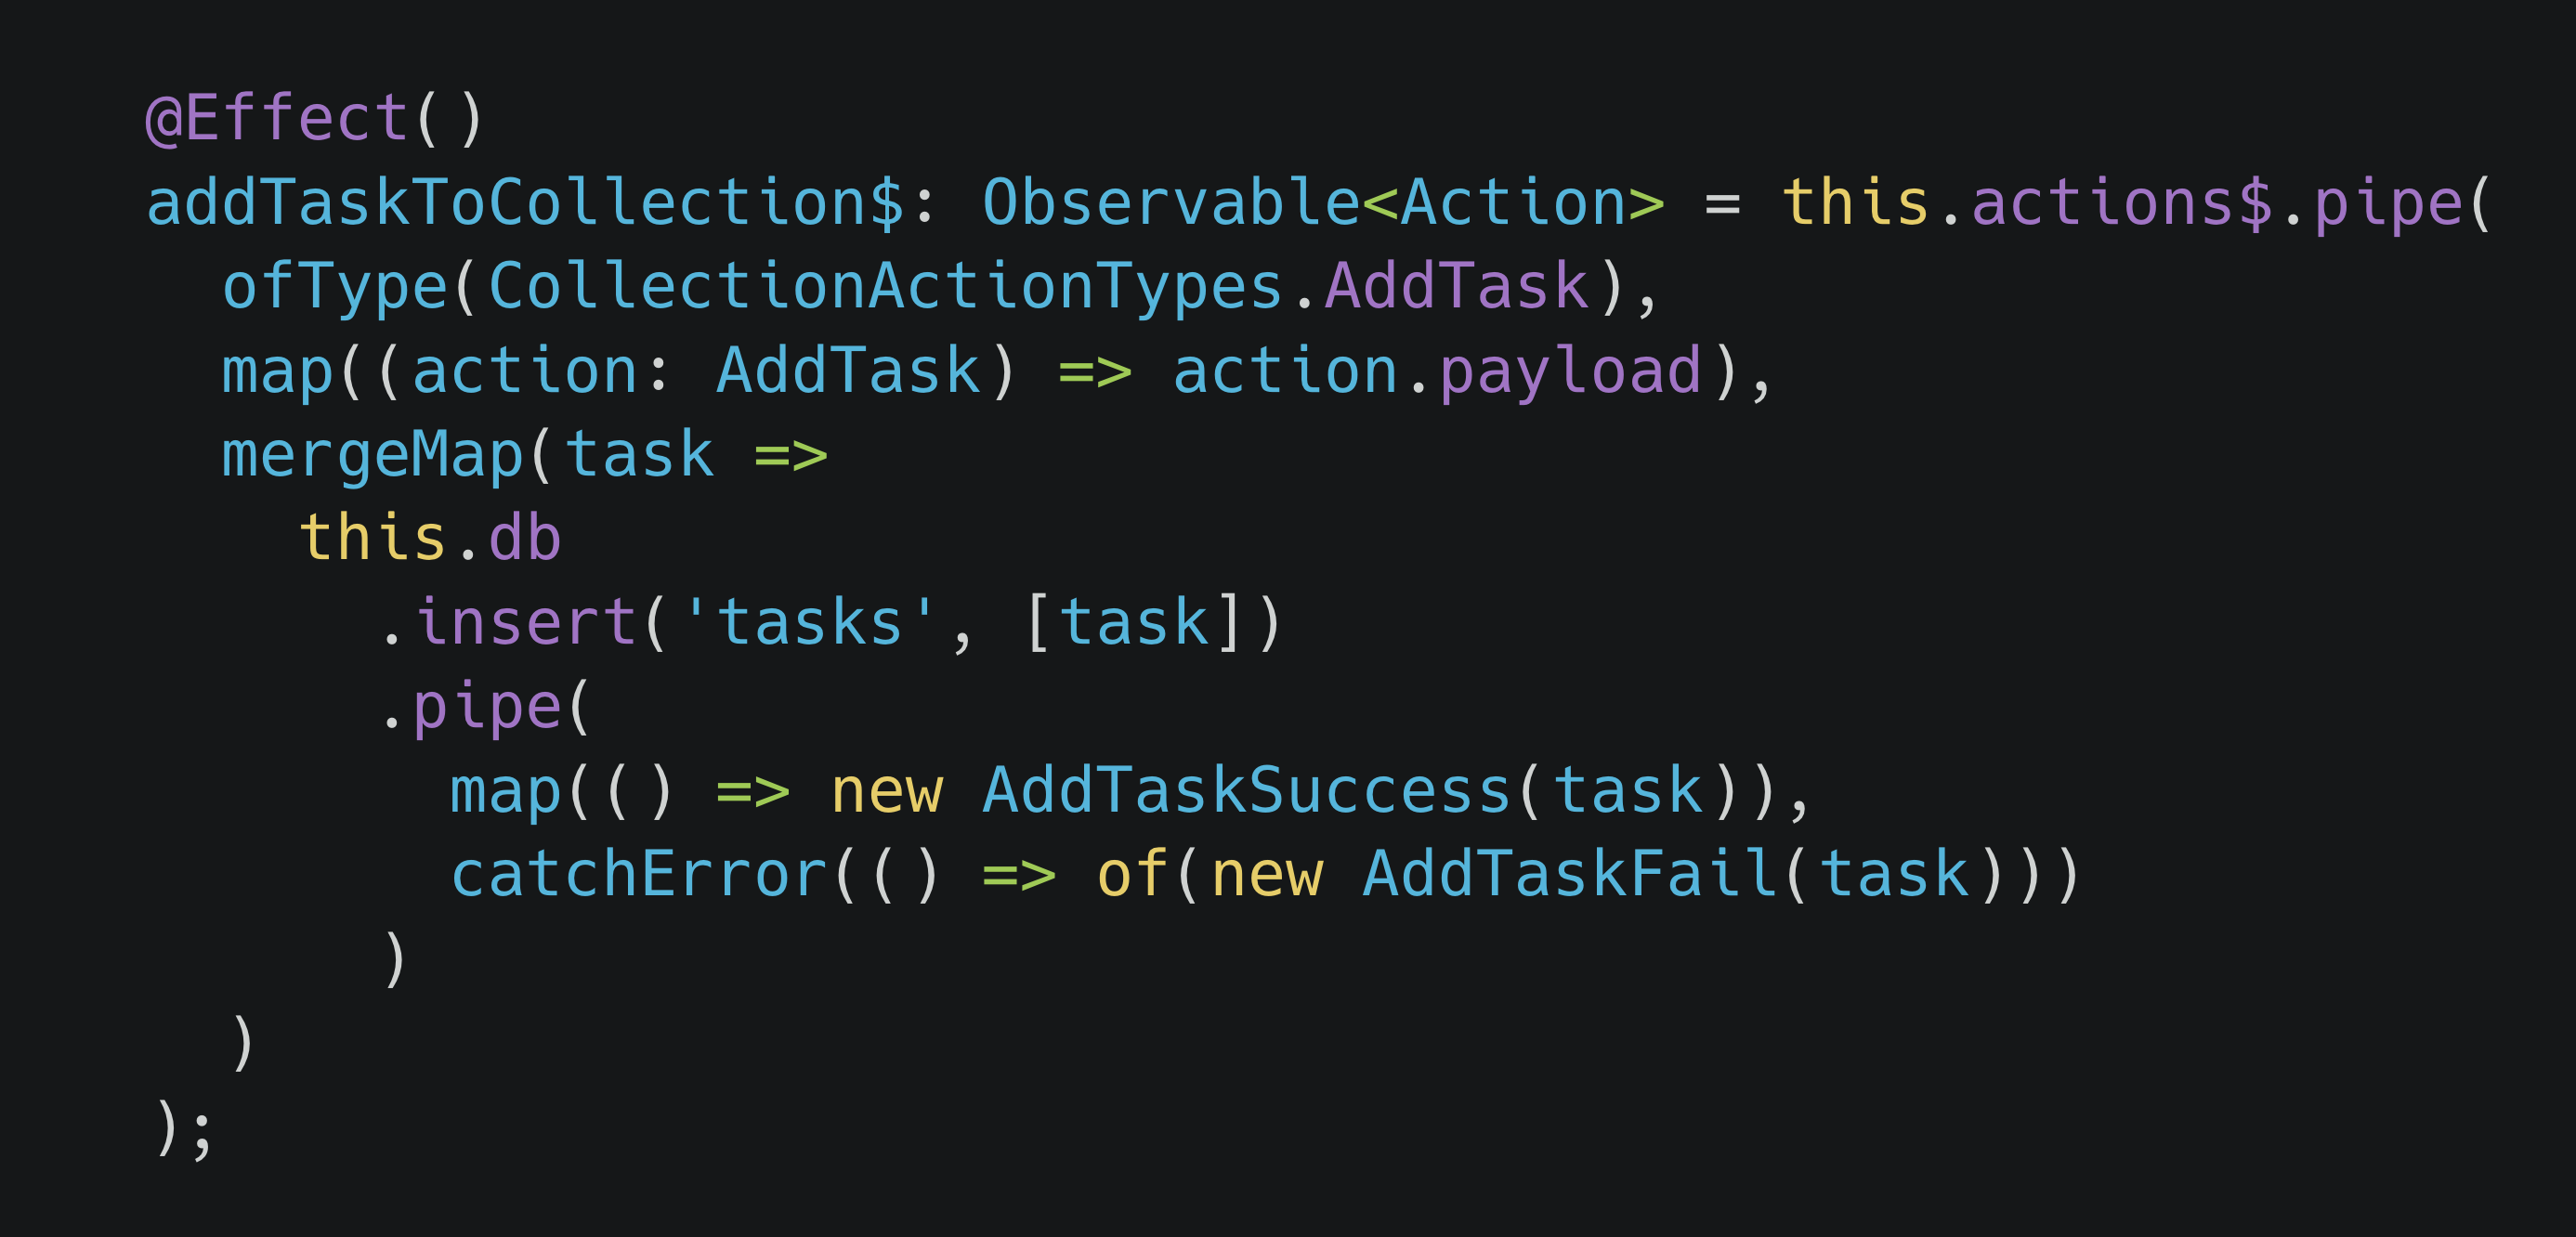 @Effect()
addTaskToCollection$: Observable<Action> = this.actions$.pipe(
  ofType(CollectionActionTypes.AddTask),
  map((action: AddTask) => action.payload),
  mergeMap(task =>
    this.db
      .insert('tasks', [task])
      .pipe(
        map(() => new AddTaskSuccess(task)),
        catchError(() => of(new AddTaskFail(task)))
      )
  )
);